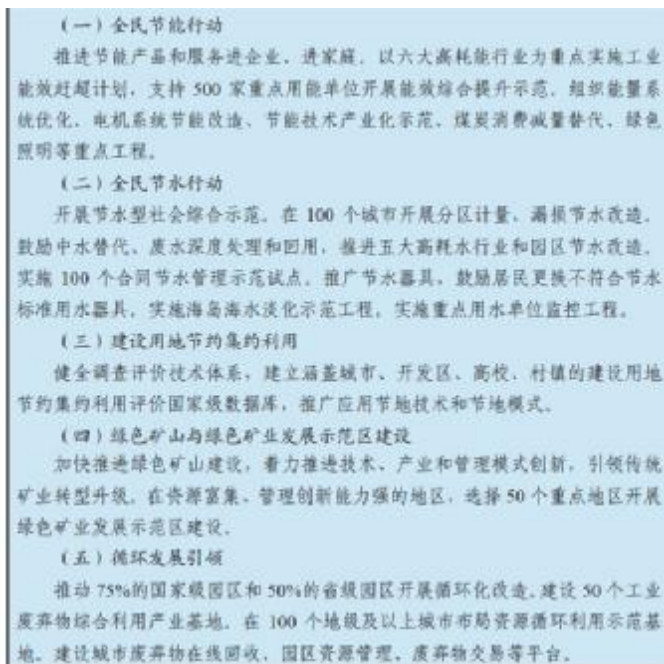 （一）全民节能行动
推进节能产品和服务进企业、进家庭。以六大高耗能行业为重点实施工业
能效赶超计划，支持 500 家重点用能单位开展能效综合提升示范。组织能量系
统优化、电机系统节能改造、节能技术产业化示范、煤炭消费减量替代、绿色
照明等重点工程。
（二）全民节水行动
开展节水型社会综合示范。在 100 个城市开展分区计量、漏损节水改造，
鼓励中水替代、废水深度处理和回用，推进五大高耗水行业和园区节水改造。
实施 100 个合同节水管理示范试点。推广节水器具，鼓励居民更换不符合节水
标准用水器具。实施海岛海水淡化示范工程。实施重点用水单位监控工程。
（三）建设用地节约集约利用
健全调查评价技术体系，建立涵盖城市、开发区、高校、村镇的建设用地
节约集约利用评价国家级数据库，推广应用节地技术和节地模式。
（四）绿色矿山与绿色矿业发展示范区建设
加快推进绿色矿山建设，着力推进技术、产业和管理模式创新，引领传统
矿业转型升级。在资源富集、管理创新能力强的地区，选择 50 个重点地区开展
绿色矿业发展示范区建设。
（五）循环发展引领
推动 75%的国家级园区和 50%的省级园区开展循环化改造。建设 50 个工业
废弃物综合利用产业基地。在 100 个地级及以上城市布局资源循环利用示范基
地。建设城市废弃物在线回收、园区资源管理、废弃物交易等平台。